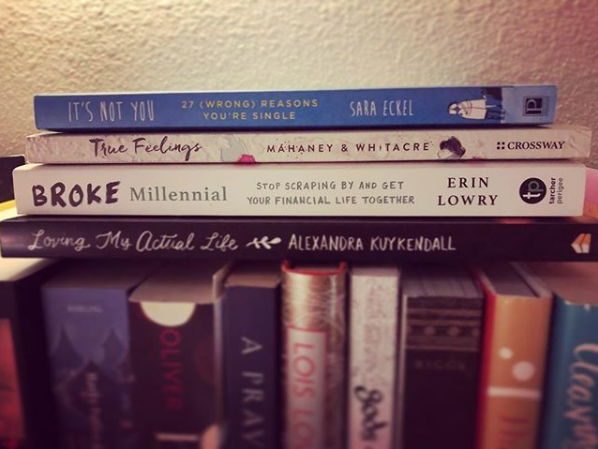 IT'S NOT YOU
27 (WRONG) REASONS
YOU'RE SINGLE
SARA ECKEL
True Feelings
MAHANEY & WHITACRE
CROSSWAY
BROKE Millennial
STOP SCRAPING BY AND GET
YOUR FINANCIAL LIFE TOGETHER
ERIN
LOWRY
tp
tarcher
perigee
Loving My Actual Life
ALEXANDRA KUYKENDALL
OLIVER
A PRAY
LOIS LO